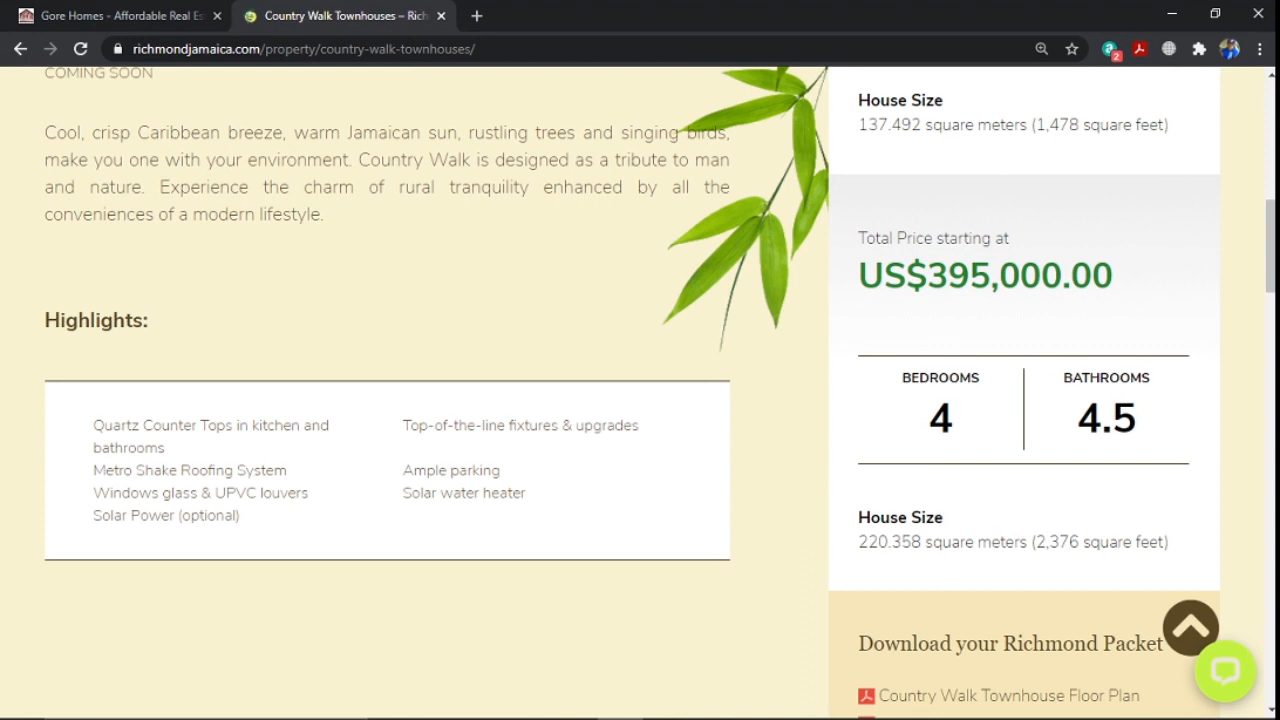 Gore Homes - Affordable Real Es
Country Walk Townhouses – Rich
richmondjamaica.com/property/country-walk-townhouses/
2
COMING SOON
Cool, crisp Caribbean breeze, warm Jamaican sun, rustling trees and singing birds,
make you one with your environment. Country Walk is designed as a tribute to man
and nature. Experience the charm of rural tranquility enhanced by all the
conveniences of a modern lifestyle.
Highlights:
Quartz Counter Tops in kitchen and
bathrooms
Metro Shake Roofing System
Windows glass & UPVC louvers
Solar Power (optional)
Top-of-the-line fixtures & upgrades
Ample parking
Solar water heater
House Size
137.492 square meters (1,478 square feet)
Total Price starting at
US$395,000.00
BEDROOMS
4
BATHROOMS
4.5
House Size
220.358 square meters (2,376 square feet)
Download your Richmond Packet
Country Walk Townhouse Floor Plan